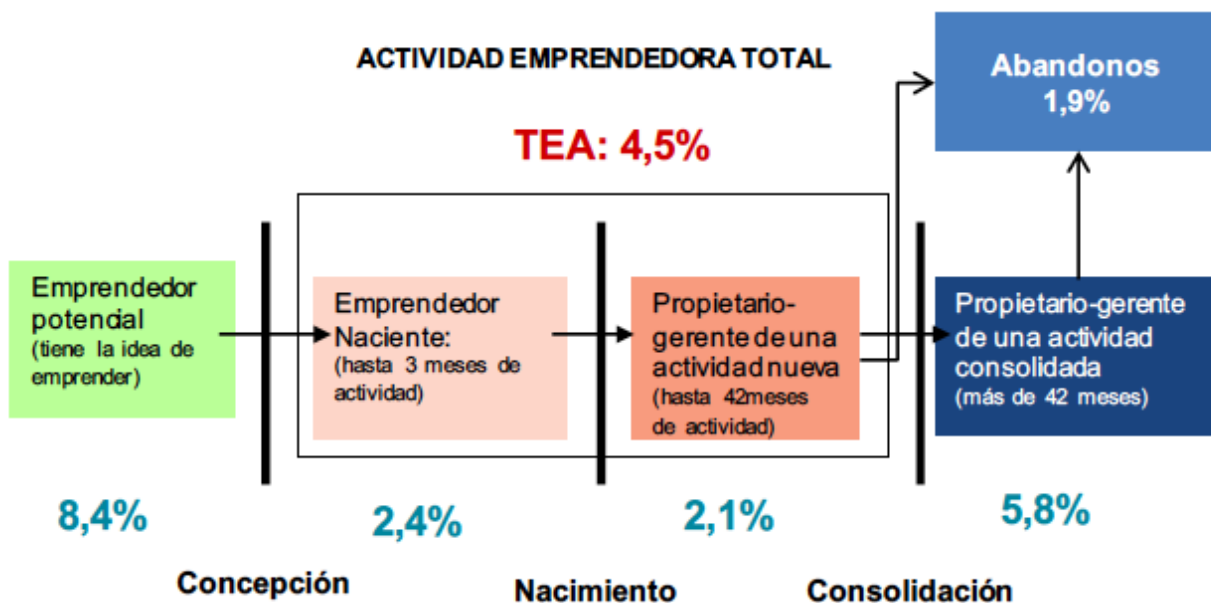 ACTIVIDAD EMPRENDEDORA TOTAL
TEA: 4,5%
Abandonos
1,9%
Emprendedor
potencial
(tiene la idea de
emprender)
Emprendedor
Naciente:
(hasta 3 meses de
actividad)
Propietario-
gerente de una
actividad nueva
(hasta 42meses
de actividad)
Propietario-gerente
de una actividad
consolidada
(más de 42 meses)
8,4%
2,4%
2,1%
5,8%
Concepción
Nacimiento
Consolidación